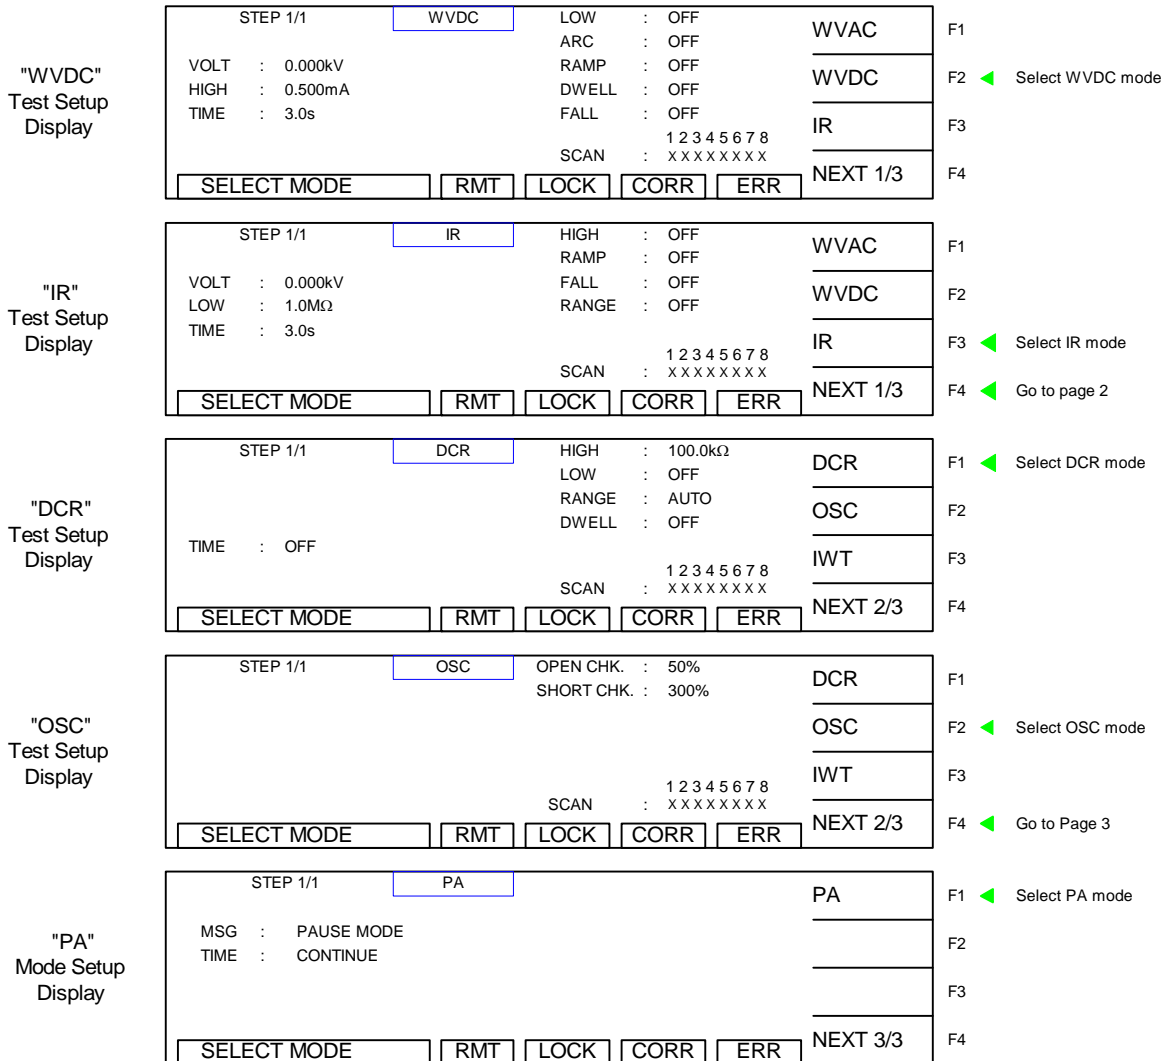 "WVDC"
Test Setup
Display
STEP 1/1 WVDC
VOLT : 0.000kV
HIGH : 0.500mA
TIME : 3.0s
LOW : OFF
ARC : OFF
RAMP : OFF
DWELL : OFF
FALL : OFF
1 2 3 4 5 6 7 8
SCAN : X X X X X X X X
SELECT MODE RMT LOCK CORR ERR
WVAC F1
WVDC F2 Select WVDC mode
IR F3
NEXT 1/3 F4
"IR"
Test Setup
Display
STEP 1/1 IR
VOLT : 0.000kV
LOW : 1.0MΩ
TIME : 3.0s
HIGH : OFF
RAMP : OFF
FALL : OFF
RANGE : OFF
1 2 3 4 5 6 7 8
SCAN : X X X X X X X X
SELECT MODE RMT LOCK CORR ERR
WVAC F1
WVDC F2
IR F3 Select IR mode
NEXT 1/3 F4 Go to page 2
"DCR"
Test Setup
Display
STEP 1/1 DCR
TIME : OFF
HIGH : 100.0kΩ
LOW : OFF
RANGE : AUTO
DWELL : OFF
1 2 3 4 5 6 7 8
SCAN : X X X X X X X X
SELECT MODE RMT LOCK CORR ERR
DCR F1 Select DCR mode
OSC F2
IWT F3
NEXT 2/3 F4
"OSC"
Test Setup
Display
STEP 1/1 OSC
OPEN CHK. : 50%
SHORT CHK. : 300%
1 2 3 4 5 6 7 8
SCAN : X X X X X X X X
SELECT MODE RMT LOCK CORR ERR
DCR F1
OSC F2 Select OSC mode
IWT F3
NEXT 2/3 F4 Go to Page 3
"PA"
Mode Setup
Display
STEP 1/1 PA
MSG : PAUSE MODE
TIME : CONTINUE
SELECT MODE RMT LOCK CORR ERR
PA F1 Select PA mode
F2
F3
NEXT 3/3 F4